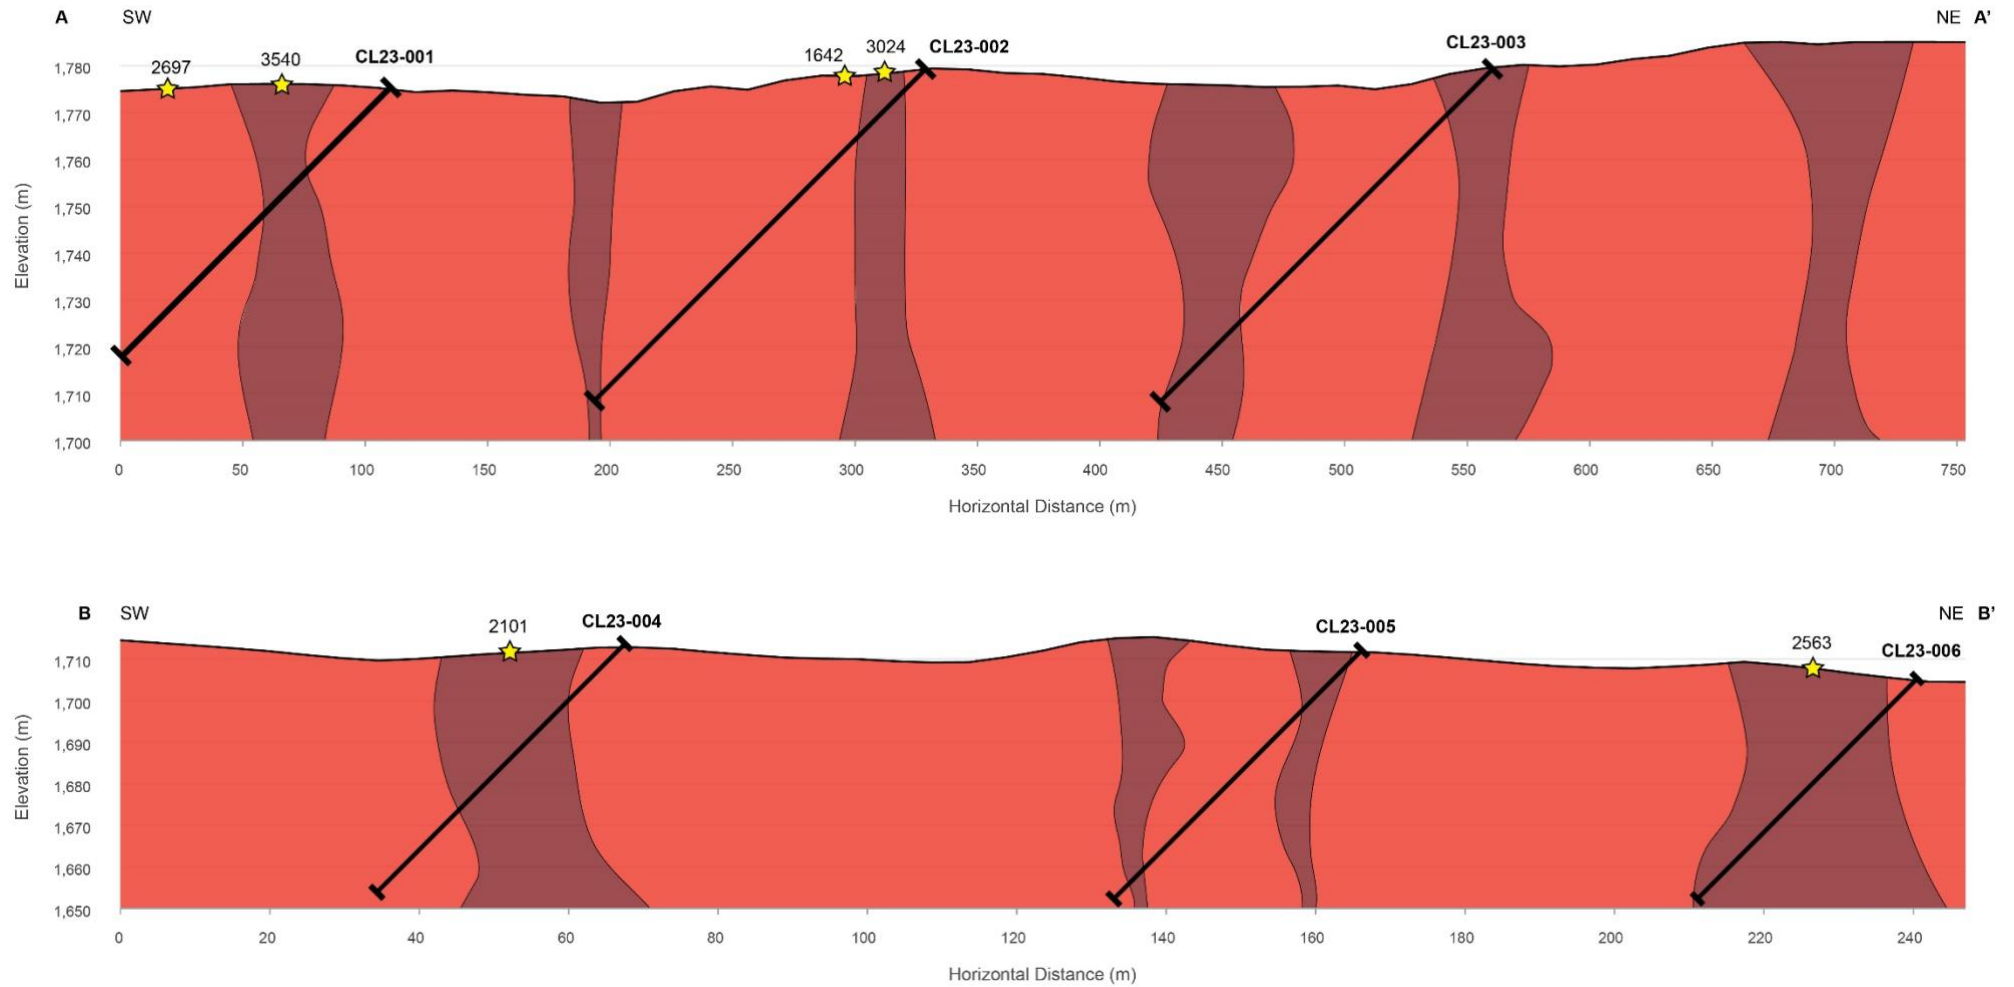 A SW NE A'
2697 3540 CL23-001 1642 3024 CL23-002 CL23-003
1,780
1,770
1,760
1,750
1,740
1,730
1,720
1,710
1,700
Elevation (m)
0 50 100 150 200 250 300 350 400 450 500 550 600 650 700 750
Horizontal Distance (m)
B SW NE B'
2101 CL23-004 CL23-005 2563 CL23-006
1,710
1,700
1,690
1,680
1,670
1,660
1,650
Elevation (m)
0 20 40 60 80 100 120 140 160 180 200 220 240
Horizontal Distance (m)